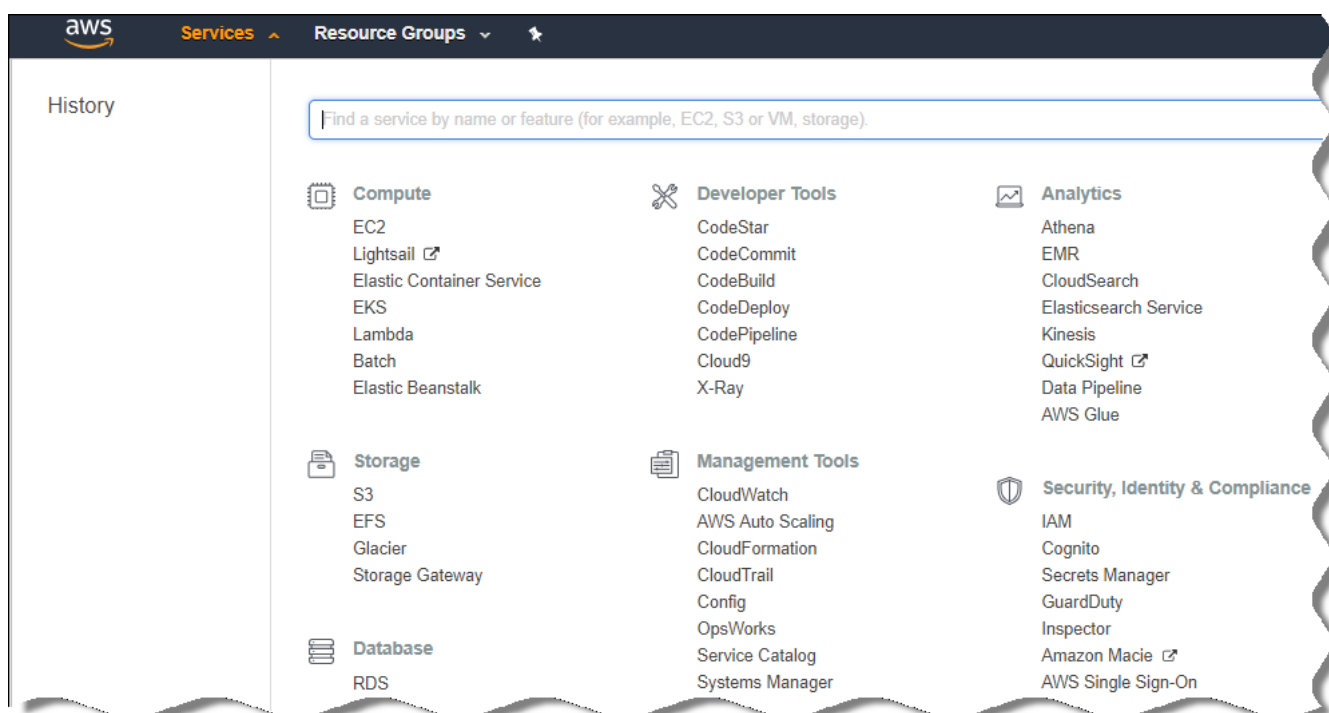 aws Services Resource Groups
History
Find a service by name or feature (for example, EC2, S3 or VM, storage).
Compute
EC2
Lightsail
Elastic Container Service
EKS
Lambda
Batch
Elastic Beanstalk
Storage
S3
EFS
Glacier
Storage Gateway
Database
RDS
Developer Tools
CodeStar
CodeCommit
CodeBuild
CodeDeploy
CodePipeline
Cloud9
X-Ray
Management Tools
CloudWatch
AWS Auto Scaling
CloudFormation
CloudTrail
Config
OpsWorks
Service Catalog
Systems Manager
Analytics
Athena
EMR
CloudSearch
Elasticsearch Service
Kinesis
QuickSight
Data Pipeline
AWS Glue
Security, Identity & Compliance
IAM
Cognito
Secrets Manager
GuardDuty
Inspector
Amazon Macie
AWS Single Sign-On